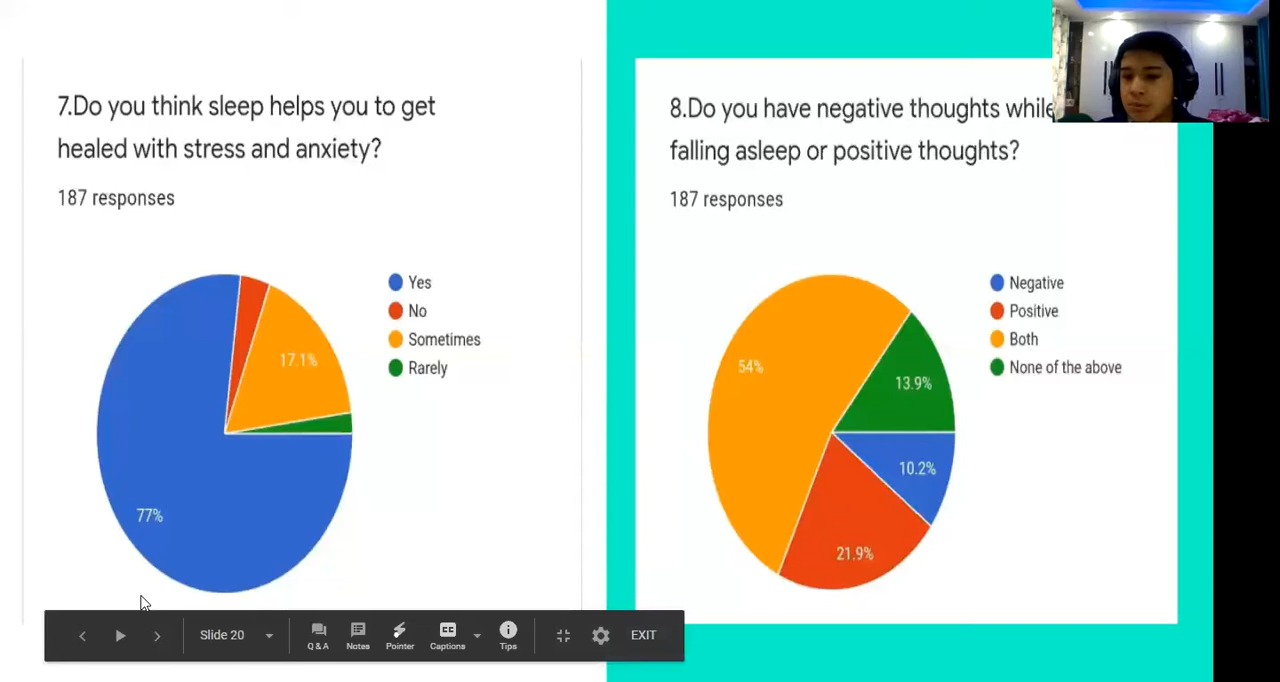 7.Do you think sleep helps you to get
healed with stress and anxiety?
187 responses
Yes
No
Sometimes
Rarely
17.1%
77%
8.Do you have negative thoughts while
falling asleep or positive thoughts?
187 responses
Negative
Positive
Both
None of the above
54%
13.9%
10.2%
21.9%
Slide 20
Q & A
Notes
Pointer
CC
Captions
Tips
EXIT